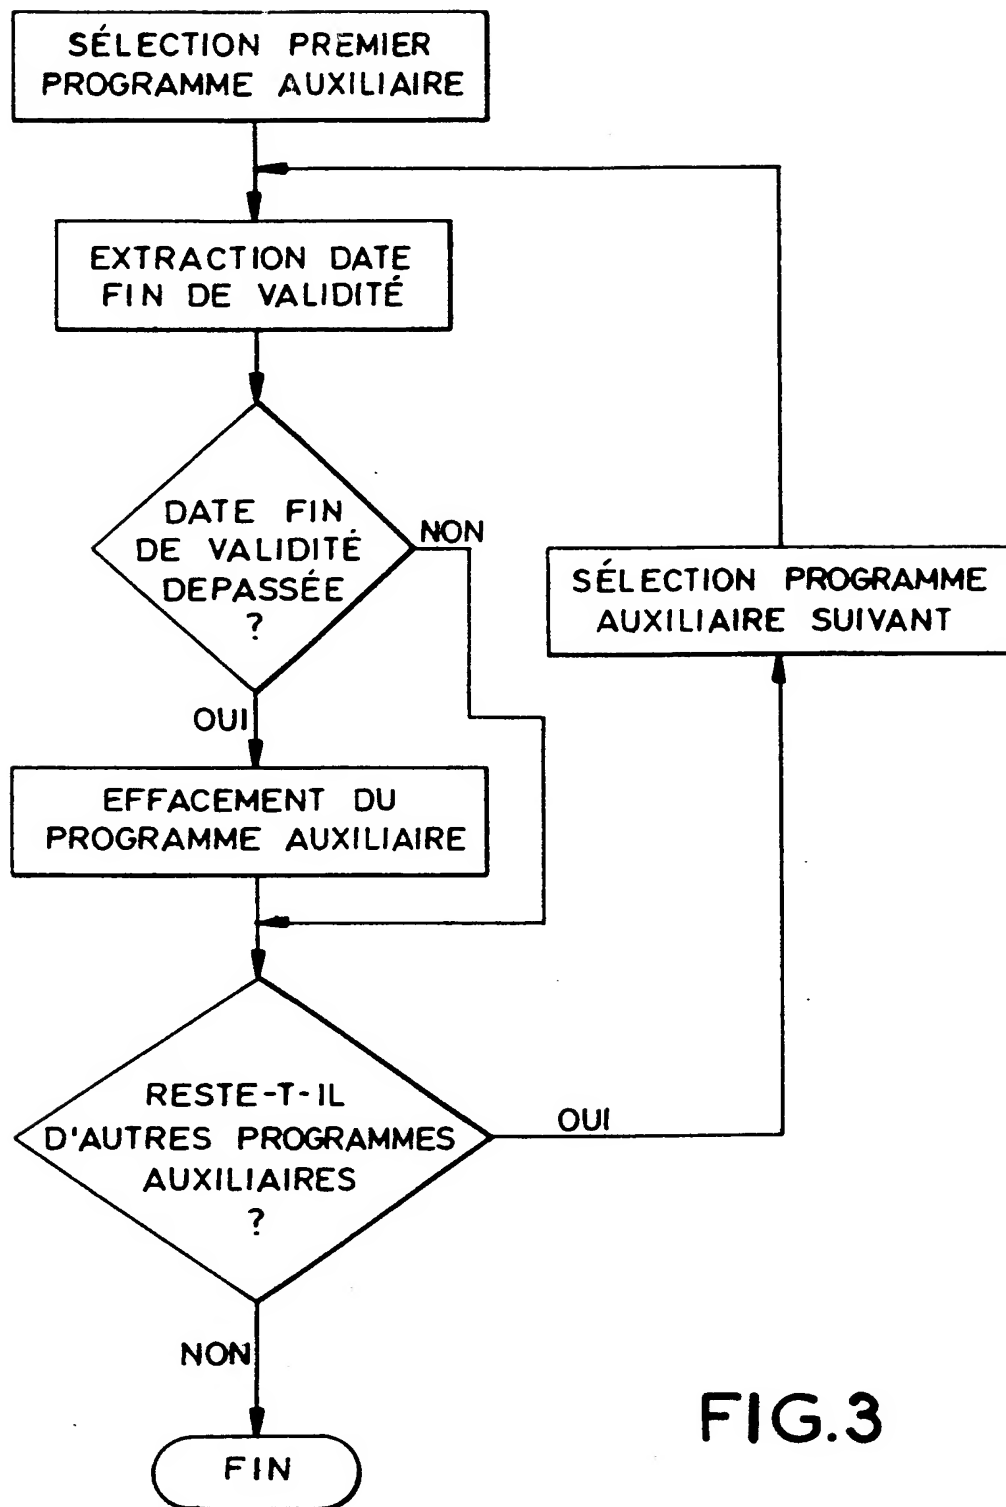 SÉLECTION PREMIER
PROGRAMME AUXILIAIRE
EXTRACTION DATE
FIN DE VALIDITÉ
DATE FIN
DE VALIDITÉ
DEPASSÉE
?
NON
SÉLECTION PROGRAMME
AUXILIAIRE SUIVANT
OUI
EFFACEMENT DU
PROGRAMME AUXILIAIRE
RESTE-T-IL
D'AUTRES PROGRAMMES
AUXILIAIRES
?
OUI
NON
FIN
FIG.3